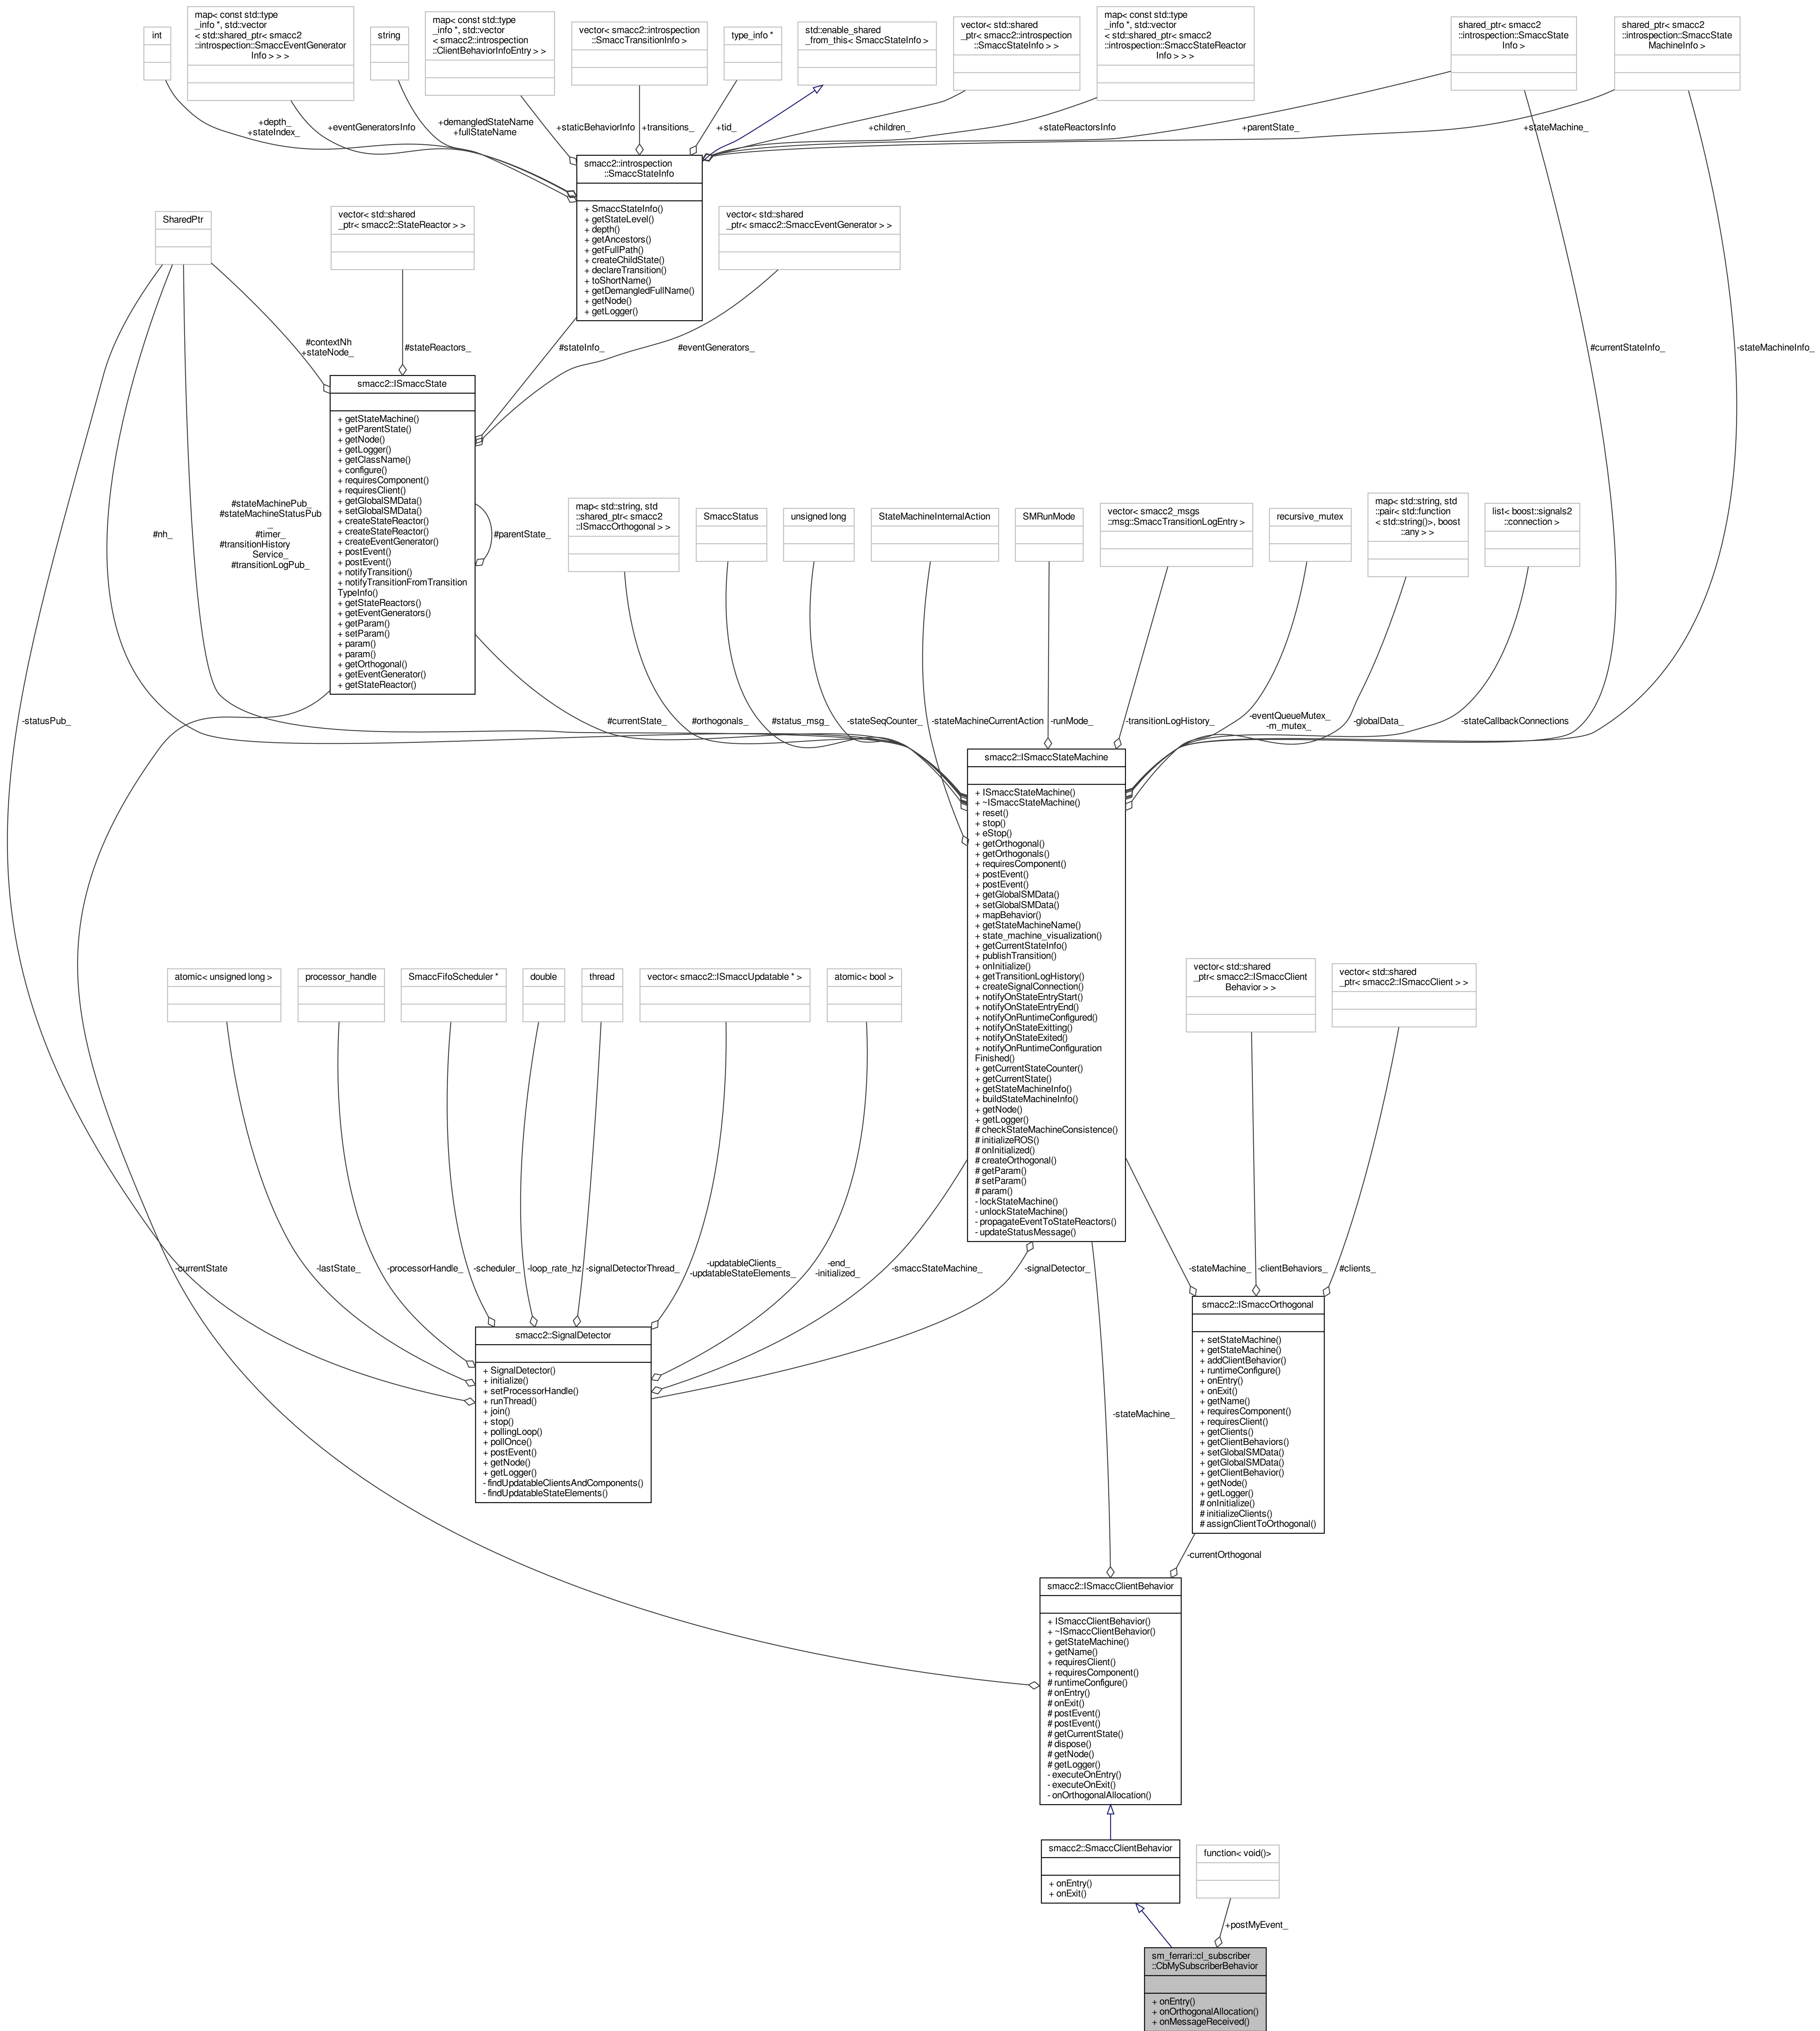 int
map< const std::type
_info *, std::vector
< std::shared_ptr< smacc2
::introspection::SmaccEventGenerator
Info > > >
string
map< const std::type
_info *, std::vector
< smacc2::introspection
::ClientBehaviorInfoEntry > >
vector< smacc2::introspection
::SmaccTransitionInfo >
type_info *
std::enable_shared
_from_this< SmaccStateInfo >
vector< std::shared
_ptr< smacc2::introspection
::SmaccStateInfo > >
map< const std::type
_info *, std::vector
< std::shared_ptr< smacc2
::introspection::SmaccStateReactor
Info > > >
shared_ptr< smacc2
::introspection::SmaccState
Info >
shared_ptr< smacc2
::introspection::SmaccState
MachineInfo >
+depth_
+stateIndex_
+eventGeneratorsInfo
+demangledStateName
+fullStateName
+staticBehaviorInfo
+transitions_
+tid_
+children_
+stateReactorsInfo
+parentState_
+stateMachine_
smacc2::introspection
::SmaccStateInfo
+ SmaccStateInfo()
+ getStateLevel()
+ depth()
+ getAncestors()
+ getFullPath()
+ createChildState()
+ declareTransition()
+ toShortName()
+ getDemangledFullName()
+ getNode()
+ getLogger()
SharedPtr
vector< std::shared
_ptr< smacc2::StateReactor > >
vector< std::shared
_ptr< smacc2::SmaccEventGenerator > >
#contextNh
+stateNode_
#stateReactors_
#stateInfo_
#eventGenerators_
#currentStateInfo_
-stateMachineInfo_
smacc2::ISmaccState
+ getStateMachine()
+ getParentState()
+ getNode()
+ getLogger()
+ getClassName()
+ configure()
+ requiresComponent()
+ requiresClient()
+ getGlobalSMData()
+ setGlobalSMData()
+ createStateReactor()
+ createStateReactor()
+ createEventGenerator()
+ postEvent()
+ postEvent()
+ notifyTransition()
+ notifyTransitionFromTransition
TypeInfo()
+ getStateReactors()
+ getEventGenerators()
+ getParam()
+ setParam()
+ param()
+ param()
+ getOrthogonal()
+ getEventGenerator()
+ getStateReactor()
#parentState_
#nh_
#stateMachinePub_
#stateMachineStatusPub
_
#timer_
#transitionHistory
Service_
#transitionLogPub_
map< std::string, std
::shared_ptr< smacc2
::ISmaccOrthogonal > >
SmaccStatus
unsigned long
StateMachineInternalAction
SMRunMode
vector< smacc2_msgs
::msg::SmaccTransitionLogEntry >
recursive_mutex
map< std::string, std
::pair< std::function
< std::string()>, boost
::any > >
list< boost::signals2
::connection >
-statusPub_
#currentState_
#orthogonals_
#status_msg_
-stateSeqCounter_
-stateMachineCurrentAction
-runMode_
-transitionLogHistory_
-eventQueueMutex_
-m_mutex_
-globalData_
-stateCallbackConnections
smacc2::ISmaccStateMachine
+ ISmaccStateMachine()
+ ~ISmaccStateMachine()
+ reset()
+ stop()
+ eStop()
+ getOrthogonal()
+ getOrthogonals()
+ requiresComponent()
+ postEvent()
+ postEvent()
+ getGlobalSMData()
+ setGlobalSMData()
+ mapBehavior()
+ getStateMachineName()
+ state_machine_visualization()
+ getCurrentStateInfo()
+ publishTransition()
+ onInitialize()
+ getTransitionLogHistory()
+ createSignalConnection()
+ notifyOnStateEntryStart()
+ notifyOnStateEntryEnd()
+ notifyOnRuntimeConfigured()
+ notifyOnStateExitting()
+ notifyOnStateExited()
+ notifyOnRuntimeConfiguration
Finished()
+ getCurrentStateCounter()
+ getCurrentState()
+ getStateMachineInfo()
+ buildStateMachineInfo()
+ getNode()
+ getLogger()
# checkStateMachineConsistence()
# initializeROS()
# onInitialized()
# createOrthogonal()
# getParam()
# setParam()
# param()
- lockStateMachine()
- unlockStateMachine()
- propagateEventToStateReactors()
- updateStatusMessage()
atomic< unsigned long >
processor_handle
SmaccFifoScheduler *
double
thread
vector< smacc2::ISmaccUpdatable * >
atomic< bool >
vector< std::shared
_ptr< smacc2::ISmaccClient
Behavior > >
vector< std::shared
_ptr< smacc2::ISmaccClient > >
-currentState
-lastState_
-processorHandle_
-scheduler_
-loop_rate_hz
-signalDetectorThread_
-updatableClients_
-updatableStateElements_
-end_
-initialized_
-smaccStateMachine_
-signalDetector_
-stateMachine_
-clientBehaviors_
#clients_
smacc2::SignalDetector
+ SignalDetector()
+ initialize()
+ setProcessorHandle()
+ runThread()
+ join()
+ stop()
+ pollingLoop()
+ pollOnce()
+ postEvent()
+ getNode()
+ getLogger()
- findUpdatableClientsAndComponents()
- findUpdatableStateElements()
smacc2::ISmaccOrthogonal
+ setStateMachine()
+ getStateMachine()
+ addClientBehavior()
+ runtimeConfigure()
+ onEntry()
+ onExit()
+ getName()
+ requiresComponent()
+ requiresClient()
+ getClients()
+ getClientBehaviors()
+ setGlobalSMData()
+ getGlobalSMData()
+ getClientBehavior()
+ getNode()
+ getLogger()
# onInitialize()
# initializeClients()
# assignClientToOrthogonal()
-stateMachine_
-currentOrthogonal
smacc2::ISmaccClientBehavior
+ ISmaccClientBehavior()
+ ~ISmaccClientBehavior()
+ getStateMachine()
+ getName()
+ requiresClient()
+ requiresComponent()
# runtimeConfigure()
# onEntry()
# onExit()
# postEvent()
# postEvent()
# getCurrentState()
# dispose()
# getNode()
# getLogger()
- executeOnEntry()
- executeOnExit()
- onOrthogonalAllocation()
smacc2::SmaccClientBehavior
+ onEntry()
+ onExit()
function< void()>
+postMyEvent_
sm_ferrari::cl_subscriber
::CbMySubscriberBehavior
+ onEntry()
+ onOrthogonalAllocation()
+ onMessageReceived()